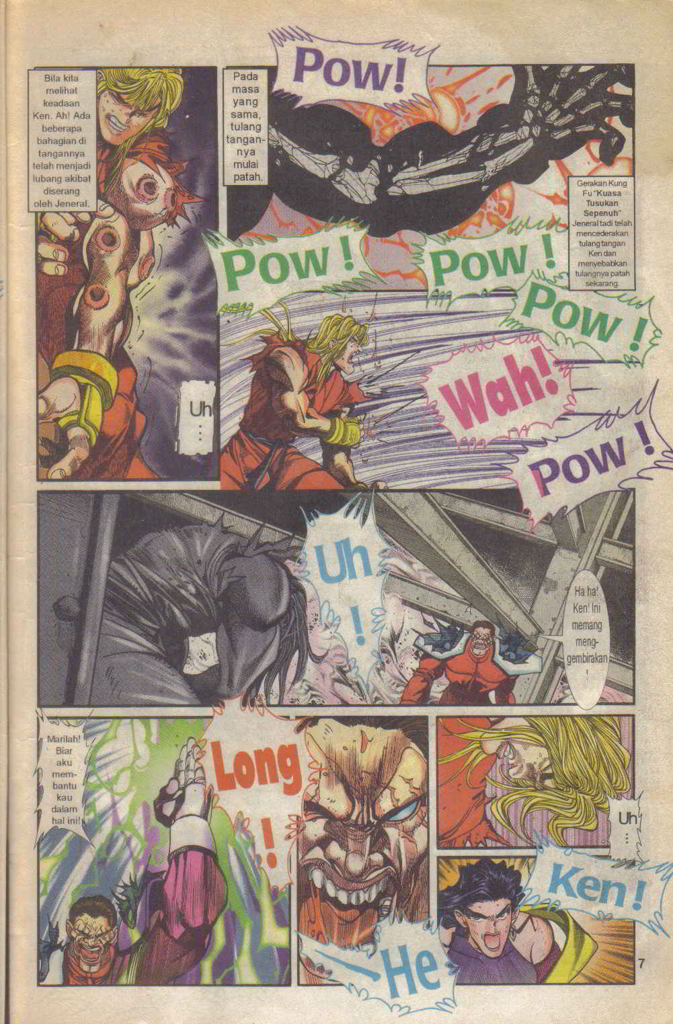 Bila kita
melihat
keadaan
Ken. Ah! Ada
beberapa
bahagian di
tangannya
telah menjadi
lubang akibat
diserang
oleh Jeneral.
Pow!
Pada
masa
yang
sama,
tulang
tangan-
nya
mulai
patah.
Gerakan Kung
Fu "Kuasa
Tusukan
Sepenuh"
Jeneral tadi telah
mencederakan
tulang tangan
Ken dan
menyebabkan
tulangnya patah
sekarang.
Pow!
Pow!
Pow!
Uh
...
Wah!
Pow!
Uh
!
Ha ha!
Ken! Ini
memang
meng-
gembirakan
!
Marilah!
Biar
aku
mem-
bantu
kau
dalam
hal ini!
Long
!
He
Uh
...
Ken!
7